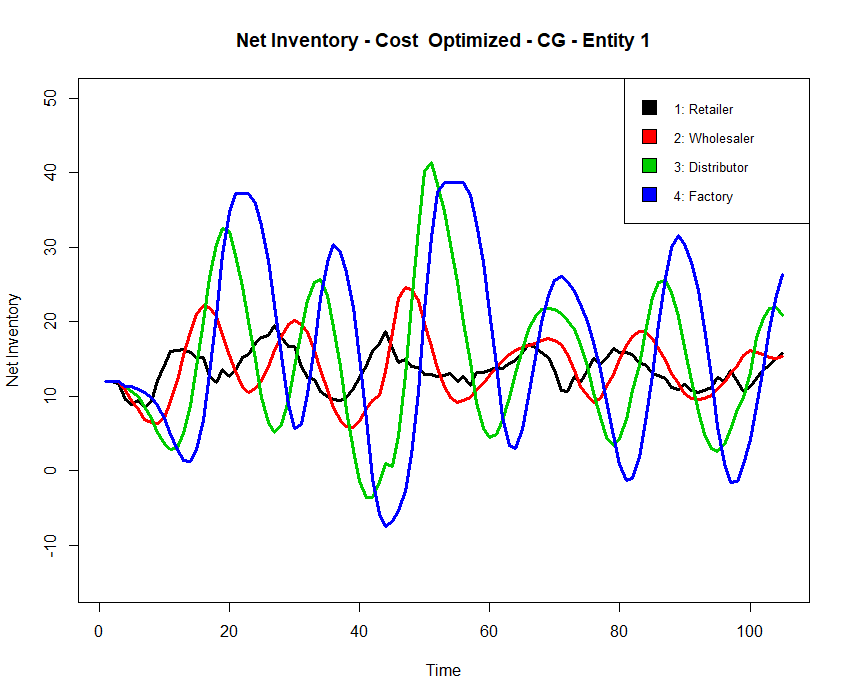 Net Inventory - Cost  Optimized - CG - Entity 1
1: Retailer
2: Wholesaler
3: Distributor
4: Factory
50
40
30
20
10
0
-10
Net Inventory
0 20 40 60 80 100
Time